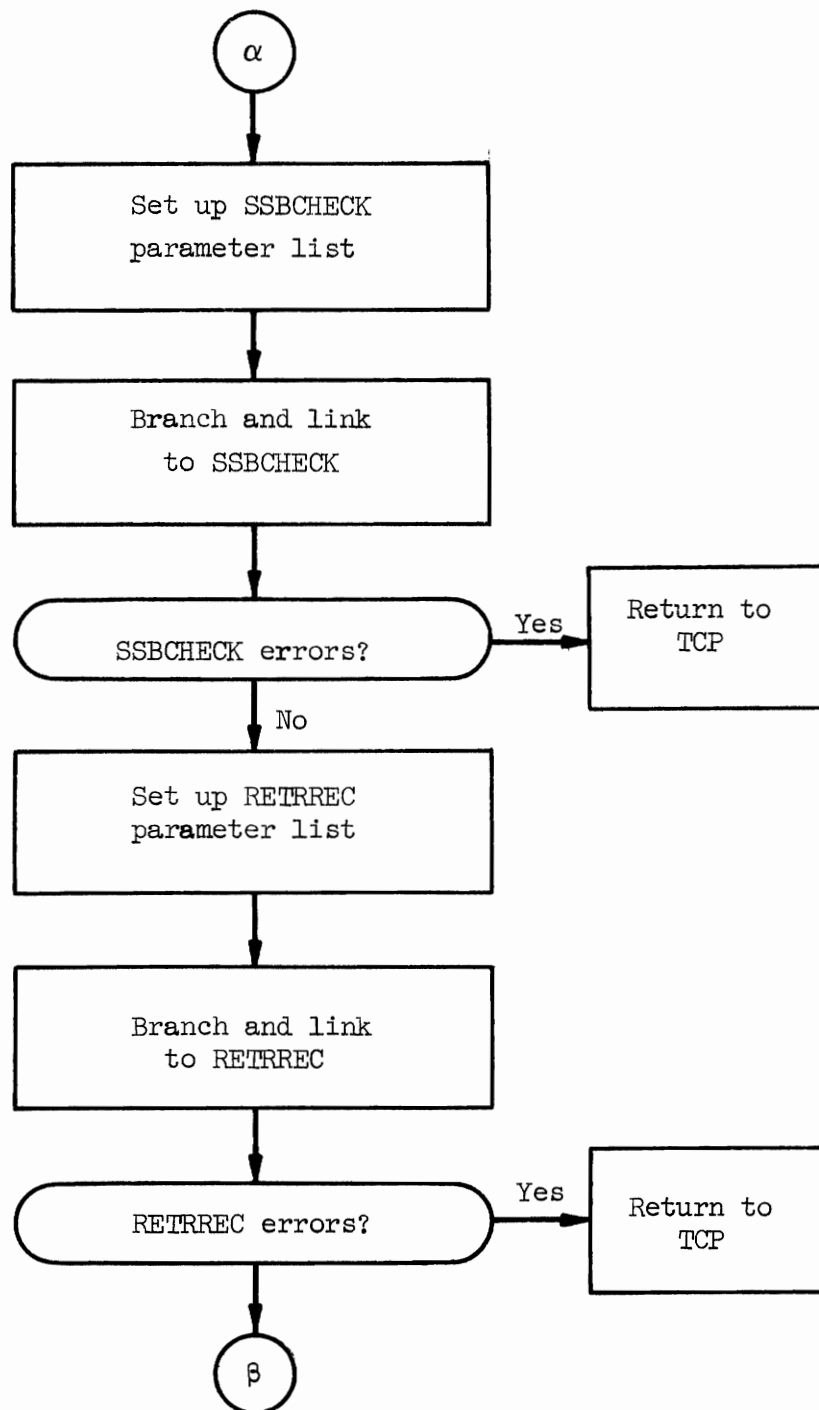 α
Set up SSBCHECK
parameter list
Branch and link
to SSBCHECK
SSBCHECK errors?
Yes
Return to
TCP
No
Set up RETRREC
parameter list
Branch and link
to RETRREC
RETRREC errors?
Yes
Return to
TCP
β